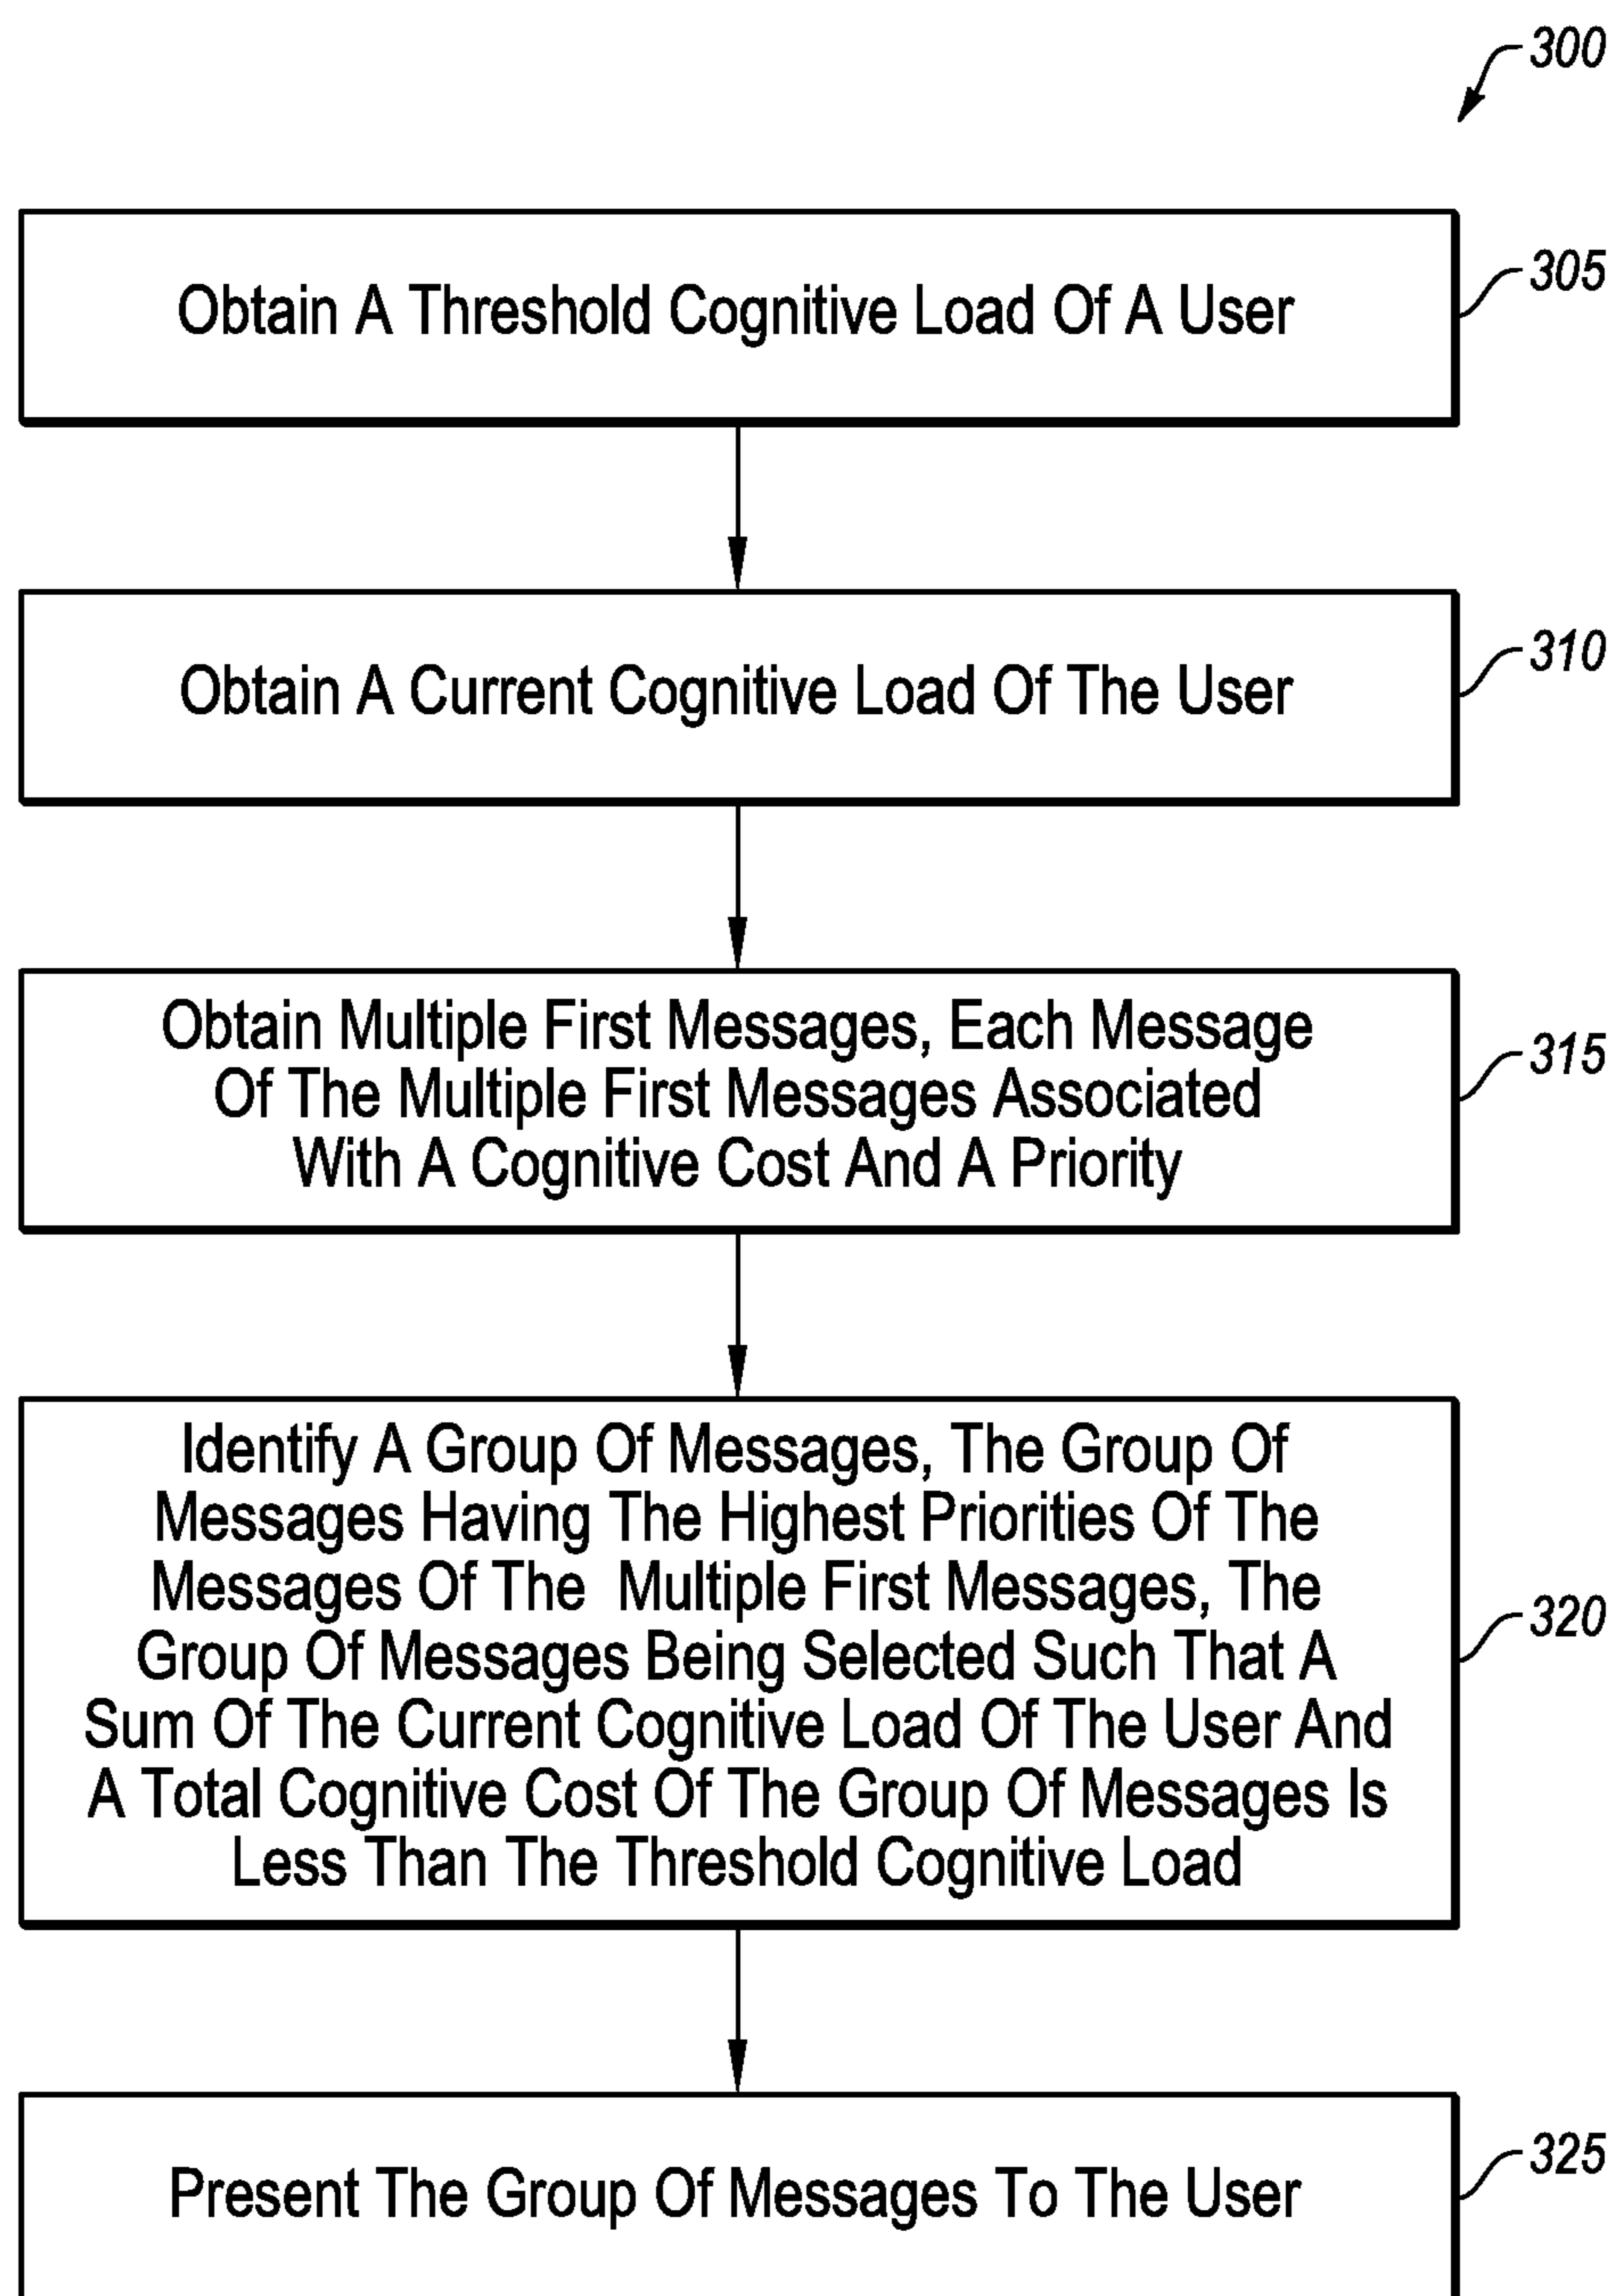 300
Obtain A Threshold Cognitive Load Of A User
305
Obtain A Current Cognitive Load Of The User
310
Obtain Multiple First Messages, Each Message
Of The Multiple First Messages Associated
With A Cognitive Cost And A Priority
315
Identify A Group Of Messages, The Group Of
Messages Having The Highest Priorities Of The
Messages Of The  Multiple First Messages, The
Group Of Messages Being Selected Such That A
Sum Of The Current Cognitive Load Of The User And
A Total Cognitive Cost Of The Group Of Messages Is
Less Than The Threshold Cognitive Load
320
Present The Group Of Messages To The User
325